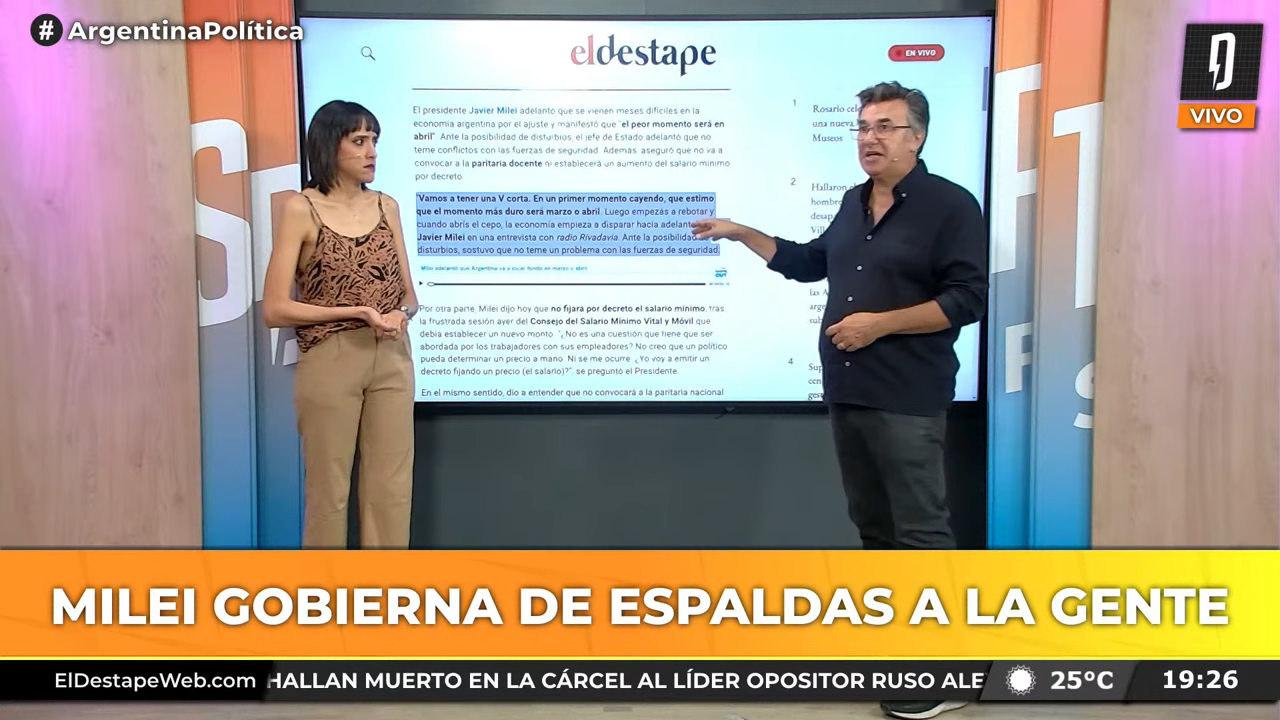 # ArgentinaPolítica
eldestape
EN VIVO
VIVO
El presidente Javier Milei adelantó que se vienen meses difíciles en la
economía argentina por el ajuste y manifestó que "el peor momento será en
abril". Ante la posibilidad de disturbios, el jefe de Estado adelantó que no
teme conflictos con las fuerzas de seguridad. Además, aseguró que no va a
convocar a la paritaria docente ni establecerá un aumento del salario mínimo
por decreto.
"Vamos a tener una V corta. En un primer momento cayendo, que estimo
que el momento más duro será marzo o abril. Luego empezás a rebotar y
cuando abrís el cepo, la economía empieza a disparar hacia adelante
Javier Milei en una entrevista con radio Rivadavia. Ante la posibilidad
disturbios, sostuvo que no teme un problema con las fuerzas de seguridad.
Milei adelantó que Argentina va a tocar fondo en marzo o abril
Por otra parte, Milei dijo hoy que no fijara por decreto el salario mínimo, tras
la frustrada sesión ayer del Consejo del Salario Mínimo Vital y Móvil que
debía establecer un nuevo monto. "¿No es una cuestión que tiene que ser
abordada por los trabajadores con sus empleadores? No creo que un político
pueda determinar un precio a mano. Ni se me ocurre. ¿Yo voy a emitir un
decreto fijando un precio (el salario)?", se preguntó el Presidente.
En el mismo sentido, dio a entender que no convocará a la paritaria nacional
1.
Rosario
una nueva
Museos
2
Hallaron
hombre
4
MILEI GOBIERNA DE ESPALDAS A LA GENTE
ElDestapeWeb.com
HALLAN MUERTO EN LA CÁRCEL AL LÍDER OPOSITOR RUSO ALE
25°C
19:26